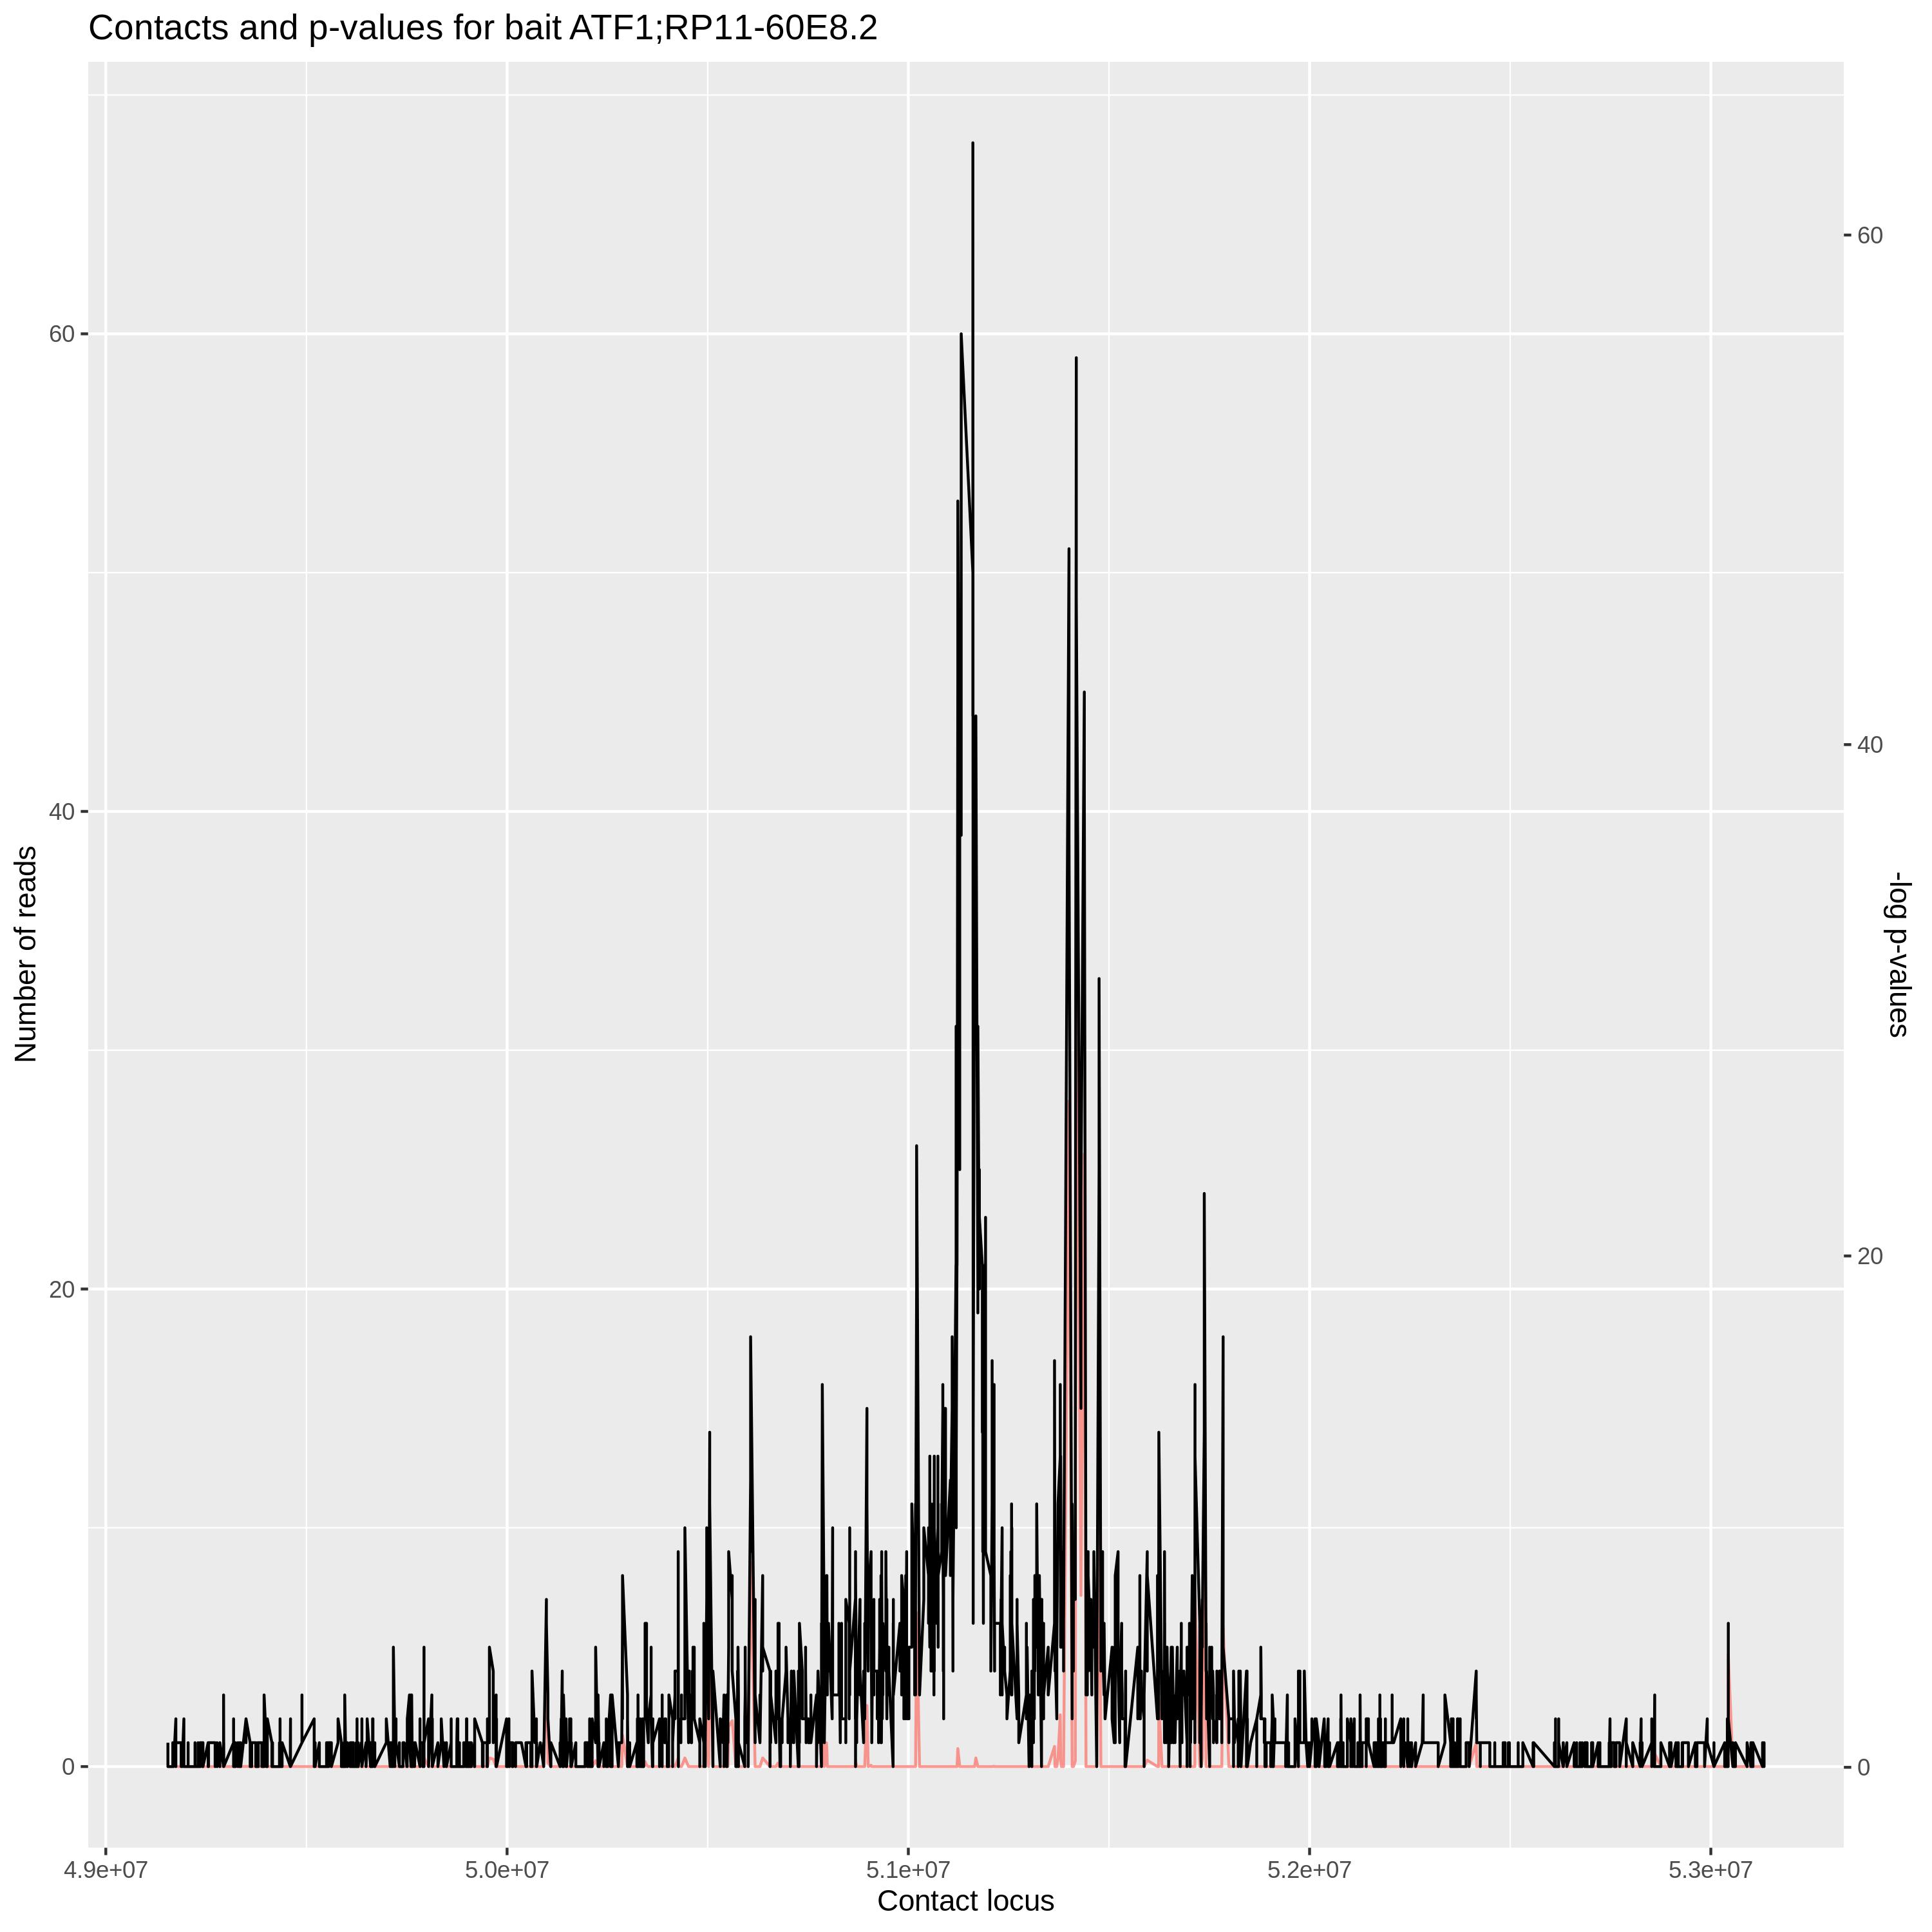 Contacts and p-values for bait ATF1;RP11-60E8.2
60
40
20
0
Number of reads
60
40
20
0
-log p-values
4.9e+07
5.0e+07
5.1e+07
5.2e+07
5.3e+07
Contact locus